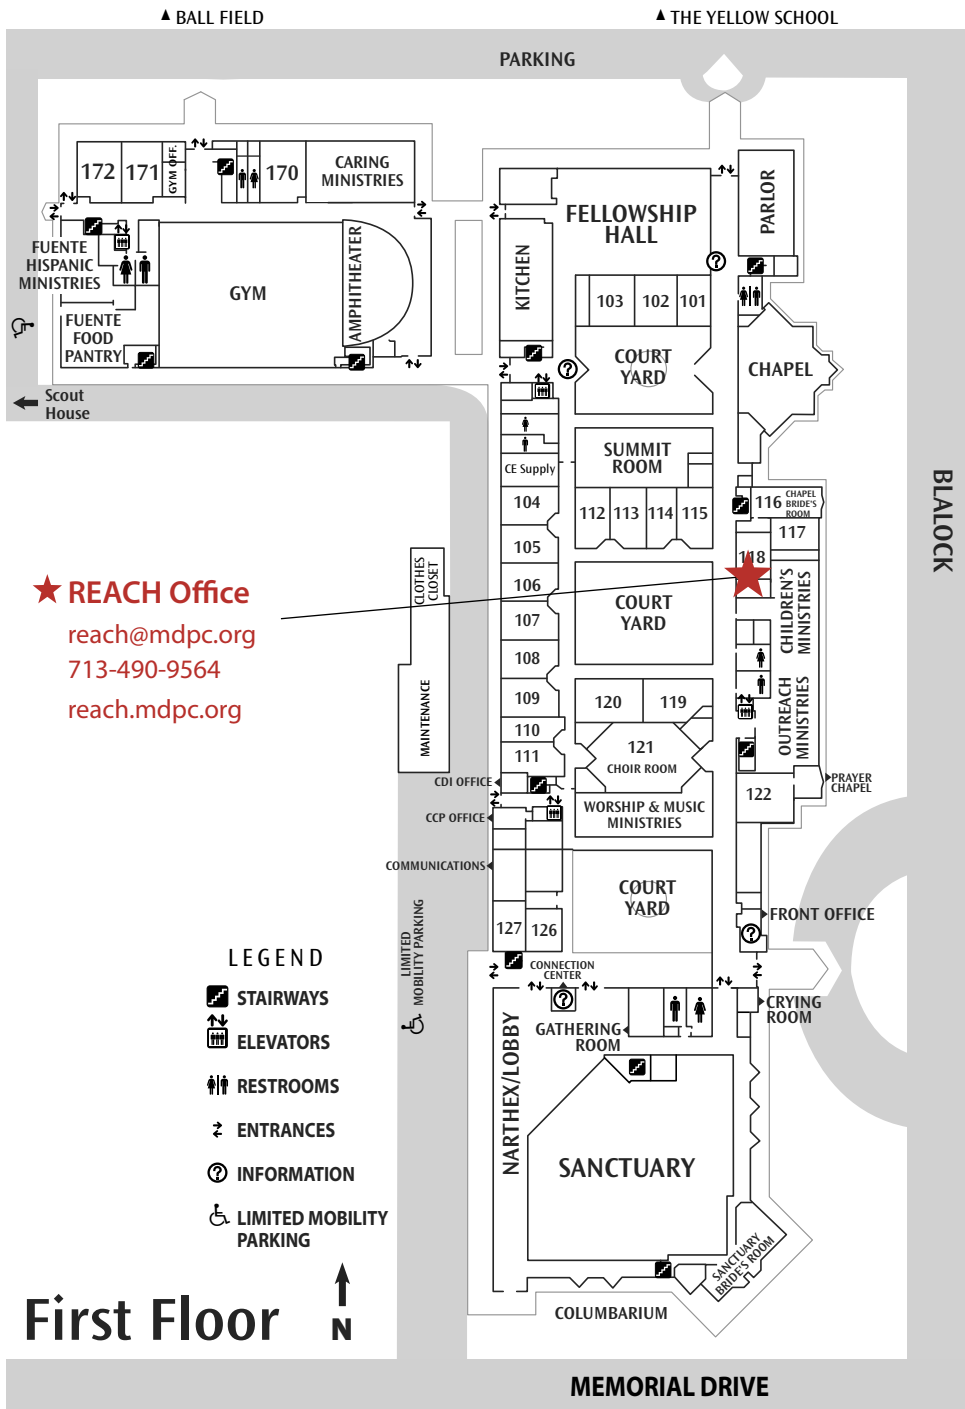 ▲ BALL FIELD
▲ THE YELLOW SCHOOL
PARKING
172
171
GYM OFF.
170
CARING
MINISTRIES
FUENTE
HISPANIC
MINISTRIES
FUENTE
FOOD
PANTRY
GYM
AMPHITHEATER
Scout
House
KITCHEN
FELLOWSHIP
HALL
PARLOR
103
102
101
COURT
YARD
CHAPEL
SUMMIT
ROOM
CE Supply
104
112
113
114
115
116
CHAPEL
BRIDE'S
ROOM
117
118
105
106
107
108
109
110
111
COURT
YARD
CHILDREN'S
MINISTRIES
OUTREACH
MINISTRIES
BLALOCK
REACH Office
reach@mdpc.org
713-490-9564
reach.mdpc.org
CLOTHES
CLOSET
MAINTENANCE
120
119
121
CHOIR ROOM
WORSHIP & MUSIC
MINISTRIES
122
PRAYER
CHAPEL
CDI OFFICE
CCP OFFICE
COMMUNICATIONS
COURT
YARD
127
126
FRONT OFFICE
LIMITED
MOBILITY PARKING
CONNECTION
CENTER
GATHERING
ROOM
CRYING
ROOM
NARTHEX/LOBBY
SANCTUARY
SANCTUARY
BRIDE'S ROOM
COLUMBARIUM
LEGEND
STAIRWAYS
ELEVATORS
RESTROOMS
ENTRANCES
INFORMATION
LIMITED MOBILITY
PARKING
First Floor
N
MEMORIAL DRIVE